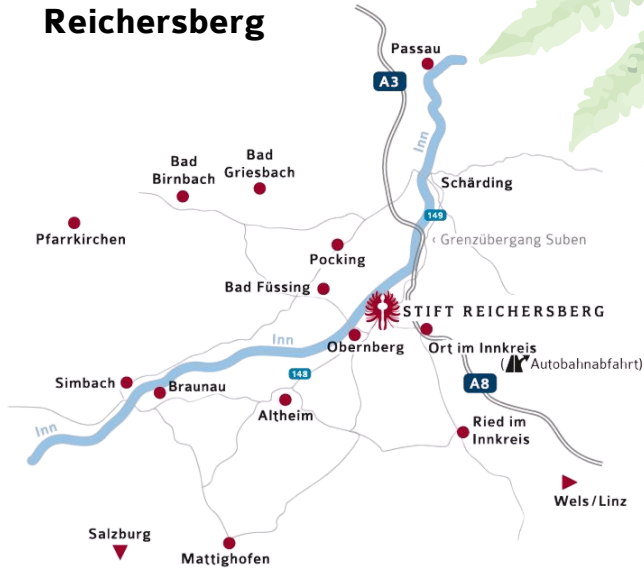 Reichersberg
Passau
A3
Inn
Bad
Birnbach
Bad
Griesbach
Schärding
149
Pfarrkirchen
‹ Grenzübergang Suben
Pocking
Bad Füssing
STIFT REICHERSBERG
Inn
Obernberg
Ort im Innkreis
( Autobahnabfahrt)
148
Simbach
Braunau
A8
Altheim
Inn
Ried im
Innkreis
Wels/Linz
Salzburg
Mattighofen